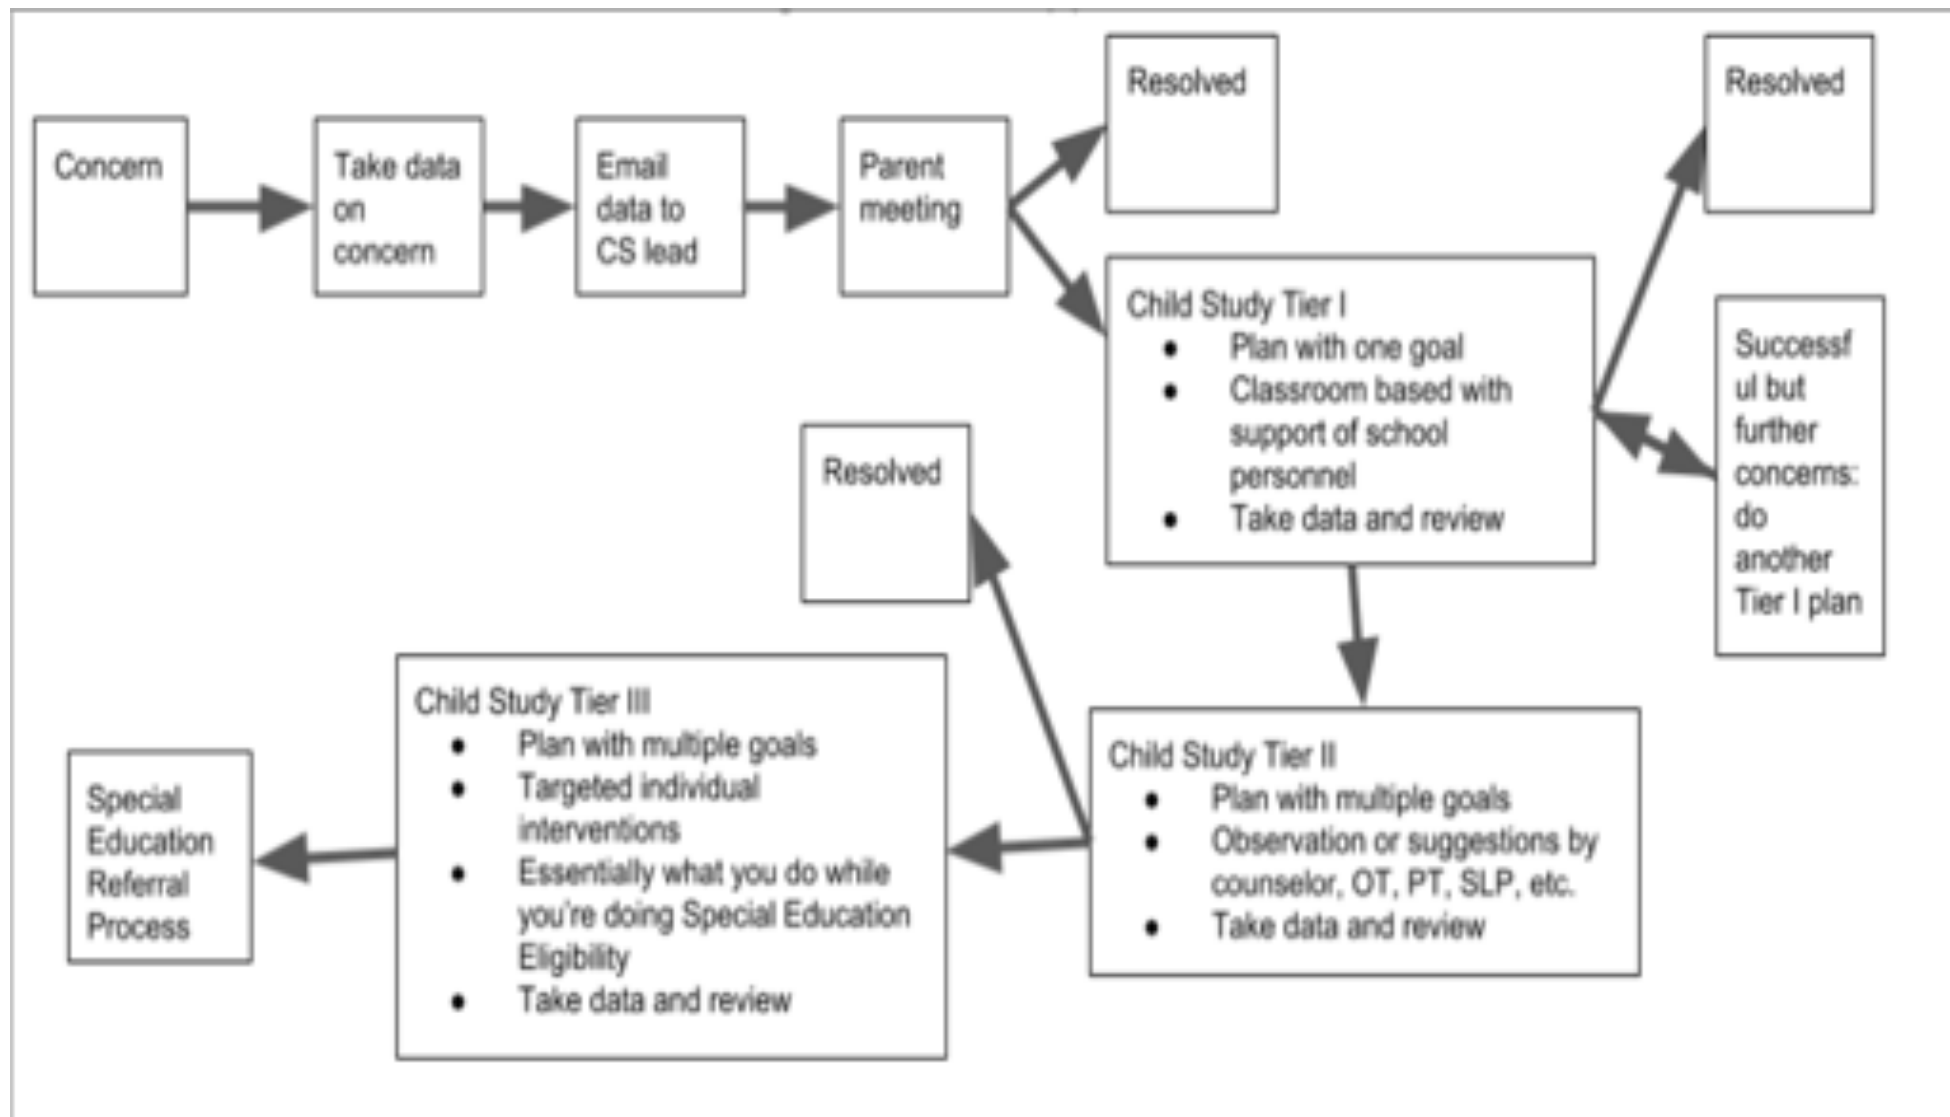 Concern
Take data
on
concern
Email
data to
CS lead
Parent
meeting
Resolved
Resolved
Child Study Tier I
● Plan with one goal
● Classroom based with
support of school
personnel
● Take data and review
Successf
ul but
further
concerns:
do
another
Tier I plan
Resolved
Child Study Tier II
● Plan with multiple goals
● Observation or suggestions by
counselor, OT, PT, SLP, etc.
● Take data and review
Child Study Tier III
● Plan with multiple goals
● Targeted individual
interventions
● Essentially what you do while
you're doing Special Education
Eligibility
● Take data and review
Special
Education
Referral
Process